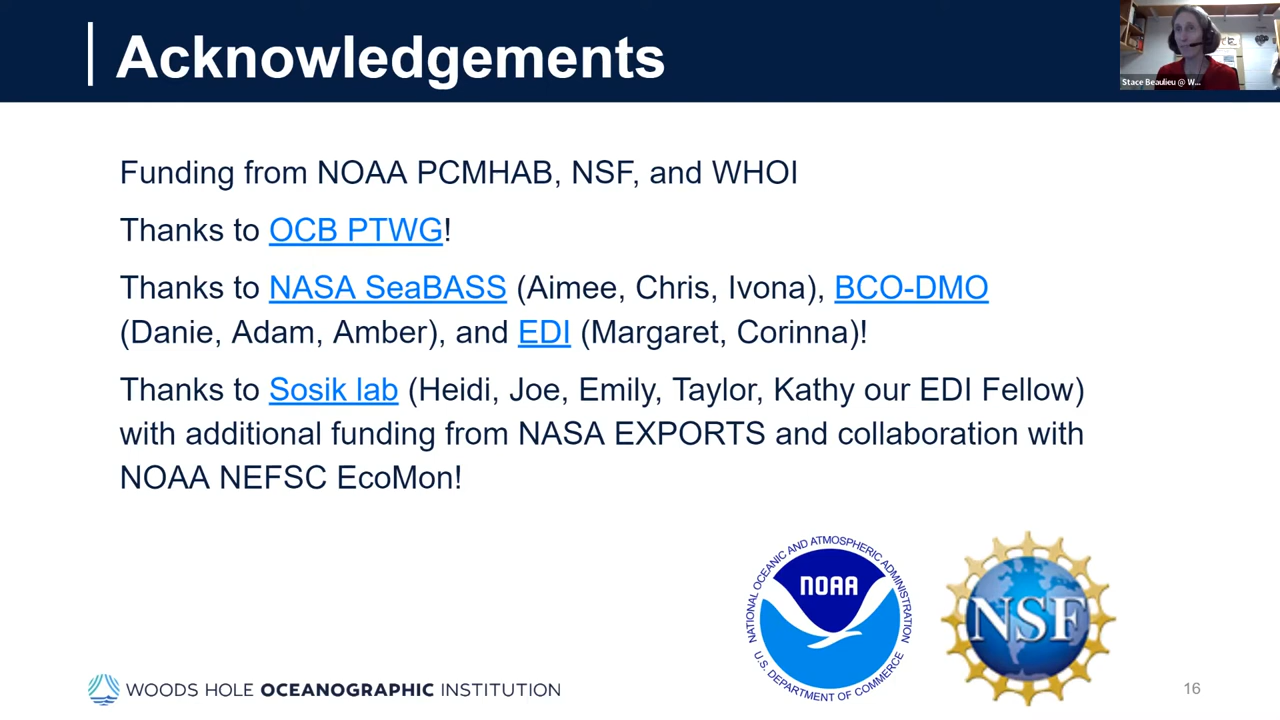 Acknowledgements
Stace Beaulieu @ W...
Funding from NOAA PCMHAB, NSF, and WHOI
Thanks to OCB PTWG!
Thanks to NASA SeaBASS (Aimee, Chris, Ivona), BCO-DMO
(Danie, Adam, Amber), and EDI (Margaret, Corinna)!
Thanks to Sosik lab (Heidi, Joe, Emily, Taylor, Kathy our EDI Fellow)
with additional funding from NASA EXPORTS and collaboration with
NOAA NEFSC EcoMon!
NATIONAL OCEANIC AND ATMOSPHERIC ADMINISTRATION
NOAA
U.S. DEPARTMENT OF COMMERCE
NSF
WOODS HOLE OCEANOGRAPHIC INSTITUTION
16